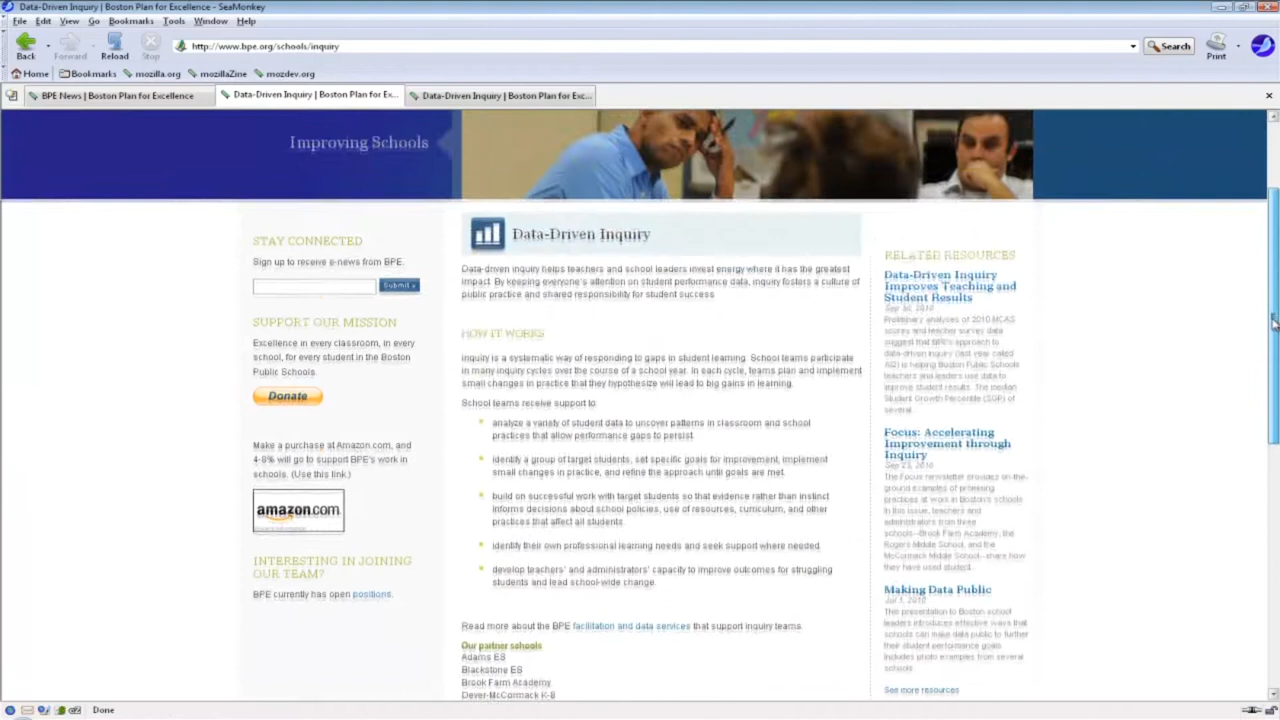 Data-Driven Inquiry | Boston Plan for Excellence - SeaMonkey
File Edit View Go Bookmarks Tools Window Help
Back Forward Reload Stop
http://www.bpe.org/schools/inquiry
Search
Print
Home Bookmarks mozilla.org mozillaZine mozdev.org
BPE News | Boston Plan for Excellence
Data-Driven Inquiry | Boston Plan for Ex...
Data-Driven Inquiry | Boston Plan for Exc...
Improving Schools
STAY CONNECTED
Sign up to receive e-news from BPE.
Submit »
SUPPORT OUR MISSION
Excellence in every classroom, in every
school, for every student in the Boston
Public Schools.
Donate
Make a purchase at Amazon.com, and
4-8% will go to support BPE's work in
schools. (Use this link.)
amazon.com
INTERESTING IN JOINING
OUR TEAM?
BPE currently has open positions.
Data-Driven Inquiry
Data-driven inquiry helps teachers and school leaders invest energy where it has the greatest
impact. By keeping everyone's attention on student performance data, inquiry fosters a culture of
public practice and shared responsibility for student success.
HOW IT WORKS
Inquiry is a systematic way of responding to gaps in student learning. School teams participate
in many inquiry cycles over the course of a school year. In each cycle, teams plan and implement
small changes in practice that they hypothesize will lead to big gains in learning.
School teams receive support to:
analyze a variety of student data to uncover patterns in classroom and school
practices that allow performance gaps to persist.
identify a group of target students, set specific goals for improvement, implement
small changes in practice, and refine the approach until goals are met.
build on successful work with target students so that evidence rather than instinct
informs decisions about school policies, use of resources, curriculum, and other
practices that affect all students.
identify their own professional learning needs and seek support where needed.
develop teachers' and administrators' capacity to improve outcomes for struggling
students and lead school-wide change.
Read more about the BPE facilitation and data services that support inquiry teams.
Our partner schools
Adams ES
Blackstone ES
Brook Farm Academy
Dever-McCormack K-8
RELATED RESOURCES
Data-Driven Inquiry
Improves Teaching and
Student Results
Sep 30, 2010
Preliminary analyses of 2010 MCAS
scores and teacher survey data
suggest that BPE's approach to
data-driven inquiry (last year called
AI2) is helping Boston Public Schools
teachers and leaders use data to
improve student results. The median
Student Growth Percentile (SGP) of
several
Focus: Accelerating
Improvement through
Inquiry
Sep 23, 2010
The Focus newsletter provides on-the-
ground examples of promising
practices at work in Boston's schools.
In this issue, teachers and
administrators from three
schools--Brook Farm Academy, the
Rogers Middle School, and the
McCormack Middle School--share how
they have used student
Making Data Public
Jul 1, 2010
This presentation to Boston school
leaders introduces effective ways that
schools can make data public to further
their student performance goals.
Includes photo examples from several
schools.
See more resources
Done